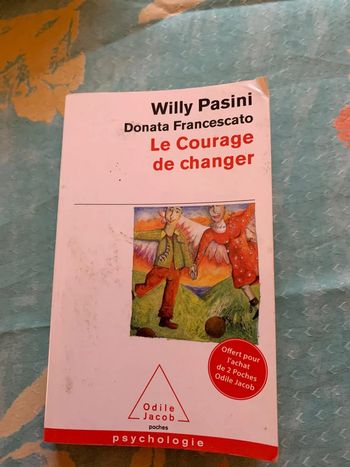 Willy Pasini
Donata Francescato
Le Courage
de changer
Offert pour
l'achat
de 2 Poches
Odile Jacob
Odile
Jacob
poches
psychologie